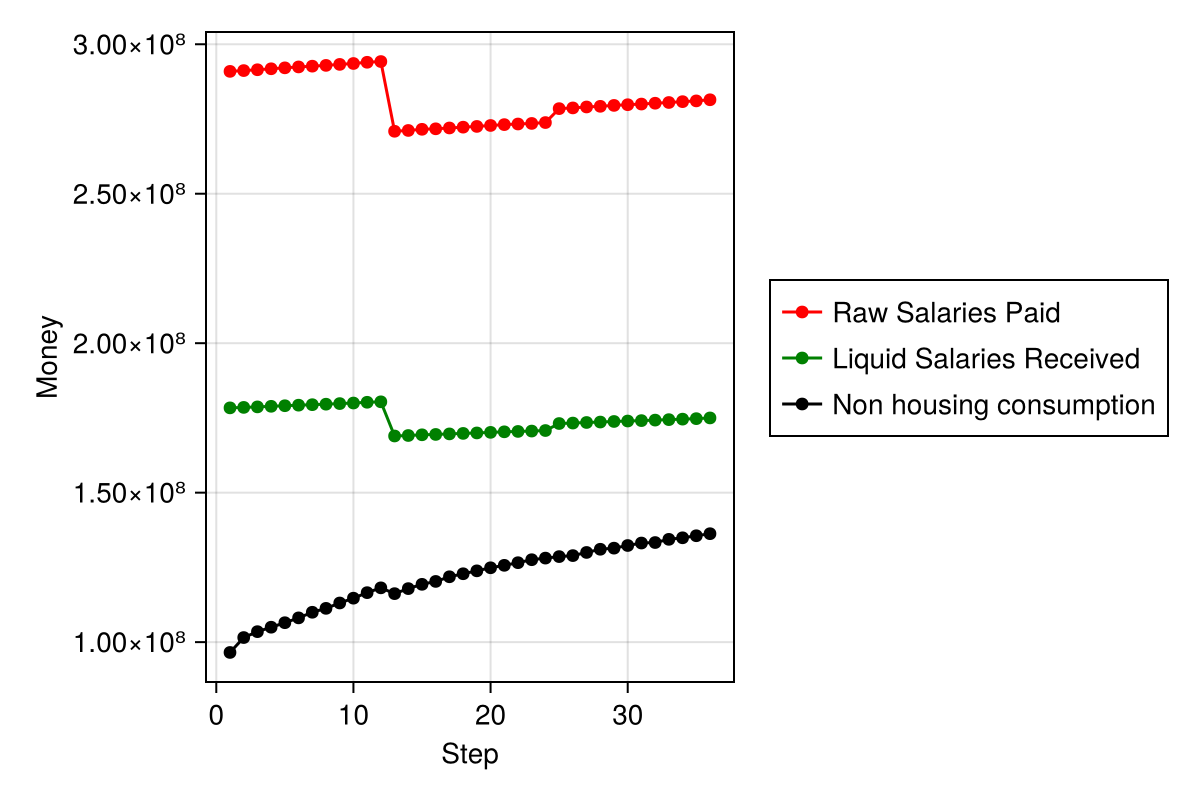 3.00×10⁸
2.50×10⁸
2.00×10⁸
1.50×10⁸
1.00×10⁸
Money
0 10 20 30
Step
Raw Salaries Paid
Liquid Salaries Received
Non housing consumption